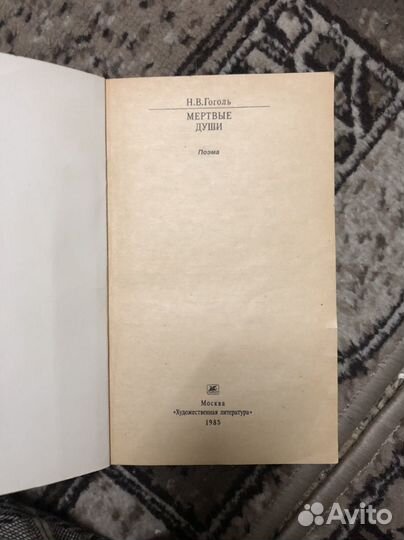 Н.В.Гоголь
МЕРТВЫЕ
ДУШИ
Поэма
Москва
«Художественная литература»
1985
Avito